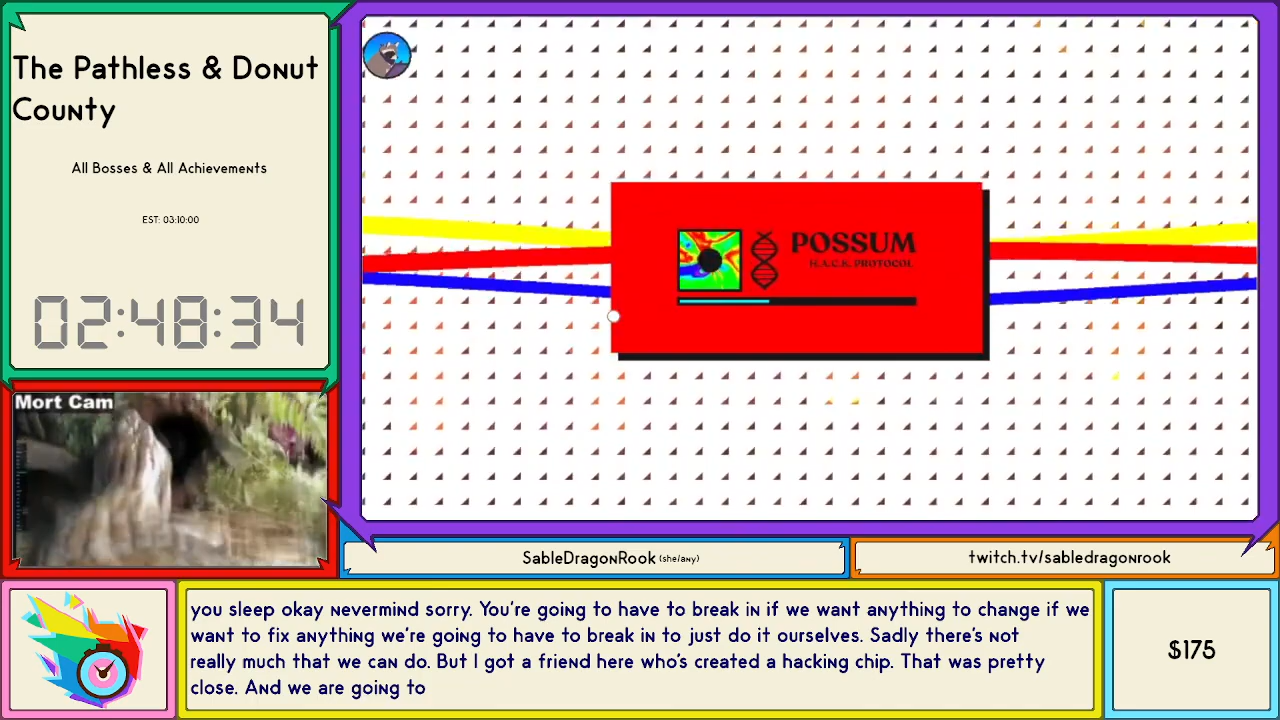 The Pathless & Donut
County
All Bosses & All Achievements
EST: 03:10:00
02:48:34
POSSUM
H.A.C.K. PROTOCOL
Mort Cam
SableDragonRook (she/any)
twitch.tv/sabledragonrook
you sleep okay nevermind sorry. You're going to have to break in if we want anything to change if we
want to fix anything we're going to have to break in to just do it ourselves. Sadly there's not
really much that we can do. But I got a friend here who's created a hacking chip. That was pretty
close. And we are going to
$175